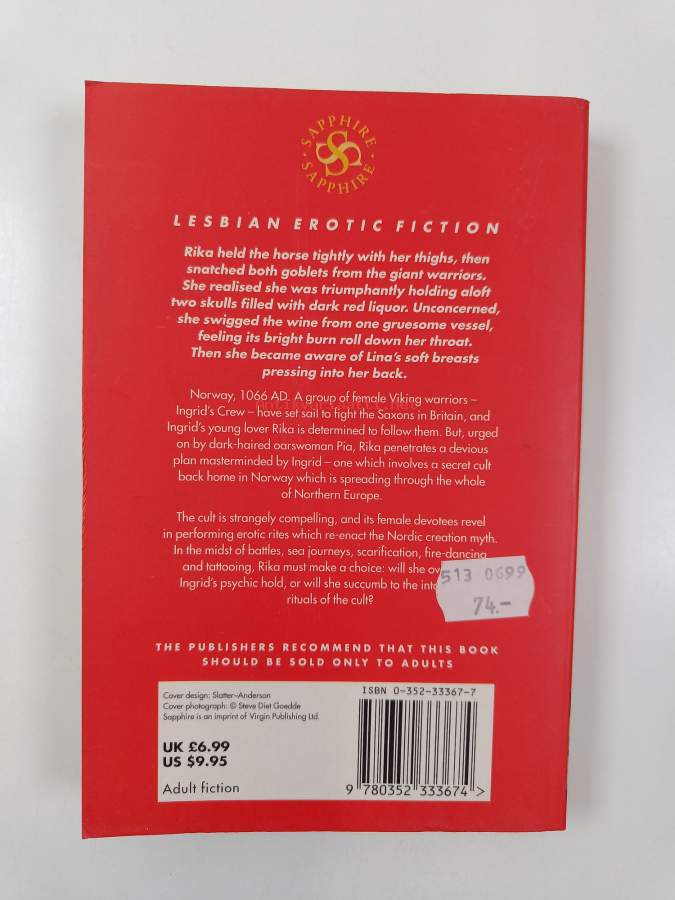 SAPPHIRE
SAPPHIRE
LESBIAN EROTIC FICTION
Rika held the horse tightly with her thighs, then
snatched both goblets from the giant warriors.
She realised she was triumphantly holding aloft
two skulls filled with dark red liquor. Unconcerned,
she swigged the wine from one gruesome vessel,
feeling its bright burn roll down her throat.
Then she became aware of Lina's soft breasts
pressing into her back.
Norway, 1066 AD. A group of female Viking warriors –
Ingrid's Crew – have set sail to fight the Saxons in Britain, and
Ingrid's young lover Rika is determined to follow them. But, urged
on by dark-haired oarswoman Pia, Rika penetrates a devious
plan masterminded by Ingrid – one which involves a secret cult
back home in Norway which is spreading through the whole
of Northern Europe.
The cult is strangely compelling, and its female devotees revel
in performing erotic rites which re-enact the Nordic creation myth.
In the midst of battles, sea journeys, scarification, fire-dancing
and tattooing, Rika must make a choice: will she
Ingrid's psychic hold, or will she succumb to the
rituals of the cult?
513 0699
74.-
THE PUBLISHERS RECOMMEND THAT THIS BOOK
SHOULD BE SOLD ONLY TO ADULTS
Cover design: Slatter–Anderson
Cover photograph: © Steve Diet Goedde
Sapphire is an imprint of Virgin Publishing Ltd.
UK £6.99
US $9.95
Adult fiction
ISBN 0-352-33367-7
9 780352 333674 >